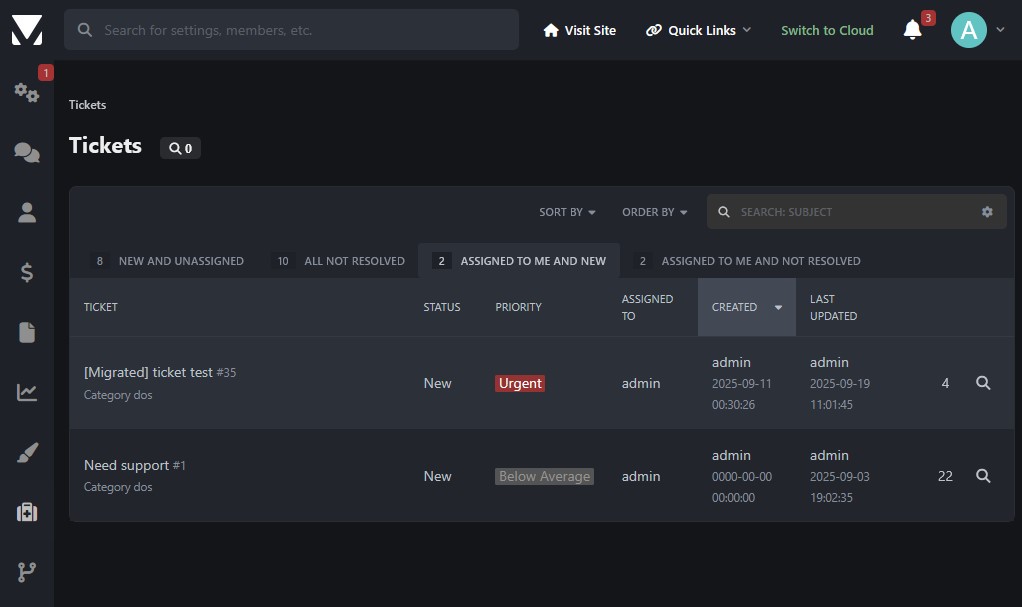 Search for settings, members, etc.
Visit Site
Quick Links
Switch to Cloud
3
A
1
Tickets
Tickets
0
SORT BY
ORDER BY
SEARCH: SUBJECT
8 NEW AND UNASSIGNED
10 ALL NOT RESOLVED
2 ASSIGNED TO ME AND NEW
2 ASSIGNED TO ME AND NOT RESOLVED
TICKET
STATUS
PRIORITY
ASSIGNED
TO
CREATED
LAST
UPDATED
[Migrated] ticket test #35
Category dos
New
Urgent
admin
admin
2025-09-11
00:30:26
admin
2025-09-19
11:01:45
4
Need support #1
Category dos
New
Below Average
admin
admin
0000-00-00
00:00:00
admin
2025-09-03
19:02:35
22